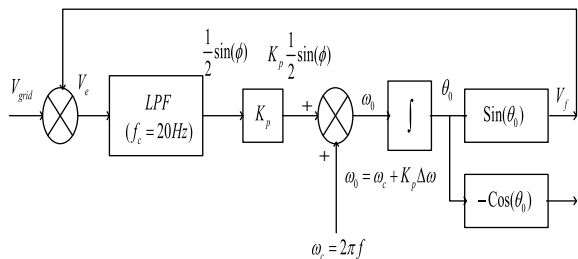 1/2 sin(ϕ)
K_p 1/2 sin(ϕ)
V_grid
V_e
LPF
(f_c = 20Hz)
K_p
+
+
ω_0
∫
θ_0
Sin(θ_0)
V_f
ω_0 = ω_c + K_p Δω
−Cos(θ_0)
ω_c = 2πf